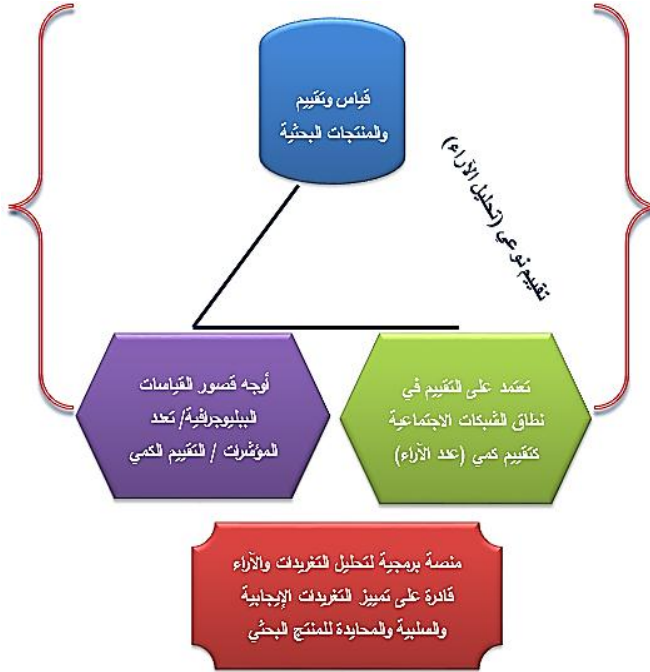 قياس وتقييم
والمنتجات البحثية
تقييم نوعي (تحليل الآراء)
تعتمد على التقييم في
نطاق الشبكات الاجتماعية
كتقييم كمي (عدد الآراء)
أوجه قصور القياسات
الببليوجرافية/ تعدد
المؤشرات / التقييم الكمي
منصة برمجية لتحليل التغريدات والآراء
قادرة على تمييز التغريدات الإيجابية
والسلبية والمحايدة للمنتج البحثي